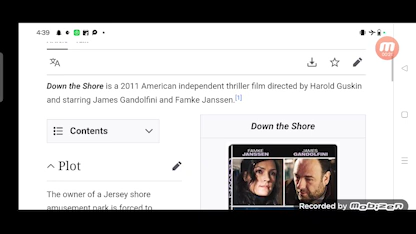 4:39
Down the Shore is a 2011 American independent thriller film directed by Harold Guskin
and starring James Gandolfini and Famke Janssen.[1]
Contents
Down the Shore
Plot
FAMKE JANSSEN
JAMES GANDOLFINI
The owner of a Jersey shore
amusement park is forced to
Recorded by MOBIZEN